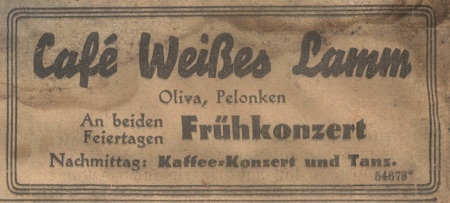 Café Weißes Lamm
Oliva, Pelonken
An beiden
Feiertagen Frühkonzert
Nachmittag: Kaffee-Konzert und Tanz.
54678*